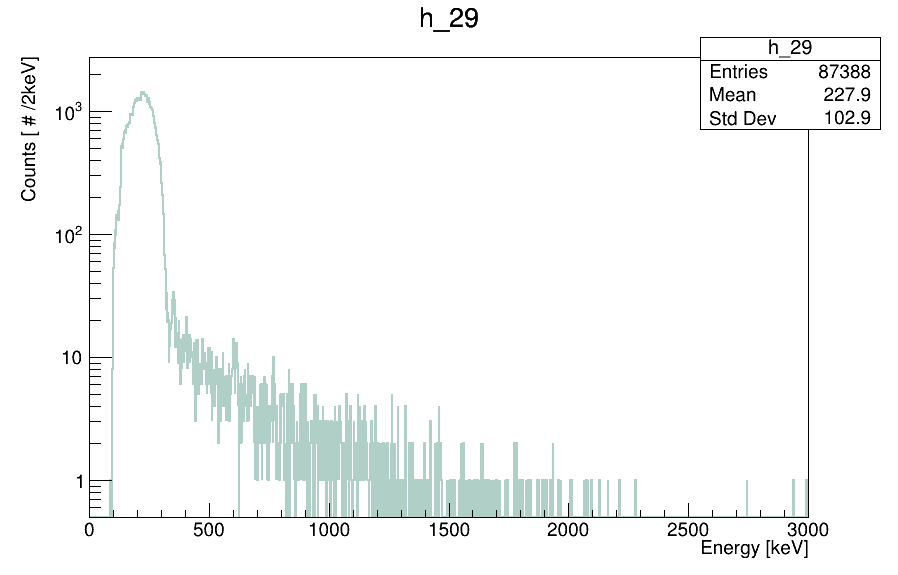 h_29
h_29
Entries 87388
Mean 227.9
Std Dev 102.9
Counts [ # /2keV]
10³
10²
10
1
0 500 1000 1500 2000 2500 3000
Energy [keV]